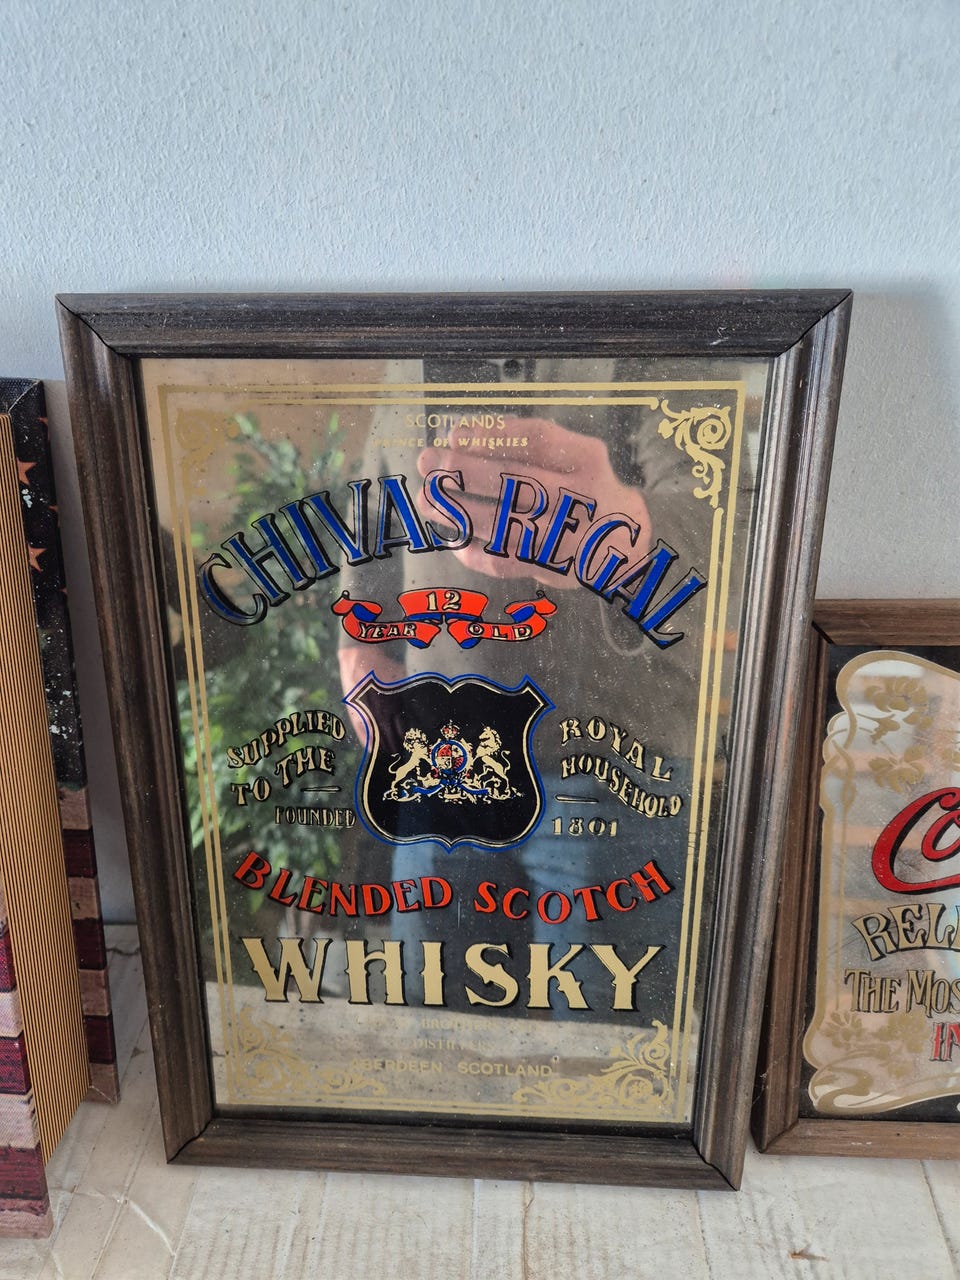 SCOTLANDS
PRINCE OF WHISKIES
CHIVAS REGAL
12
YEAR OLD
SUPPLIED
TO THE
FOUNDED
ROYAL
HOUSEHOLD
1801
BLENDED SCOTCH
WHISKY
BROTHERS
DISTILLERS
ABERDEEN SCOTLAND
THE MOS